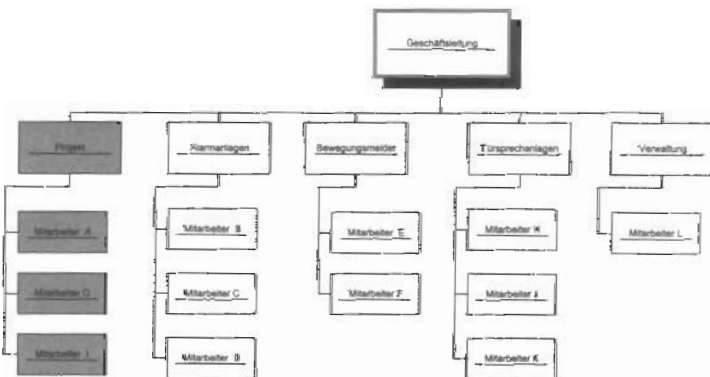 Geschäftsleitung
Projekt
Alarmanlagen
Bewegungsmelder
Türsprechanlagen
Verwaltung
Mitarbeiter A
Mitarbeiter B
Mitarbeiter E
Mitarbeiter H
Mitarbeiter L
Mitarbeiter G
Mitarbeiter C
Mitarbeiter F
Mitarbeiter J
Mitarbeiter I
Mitarbeiter D
Mitarbeiter K